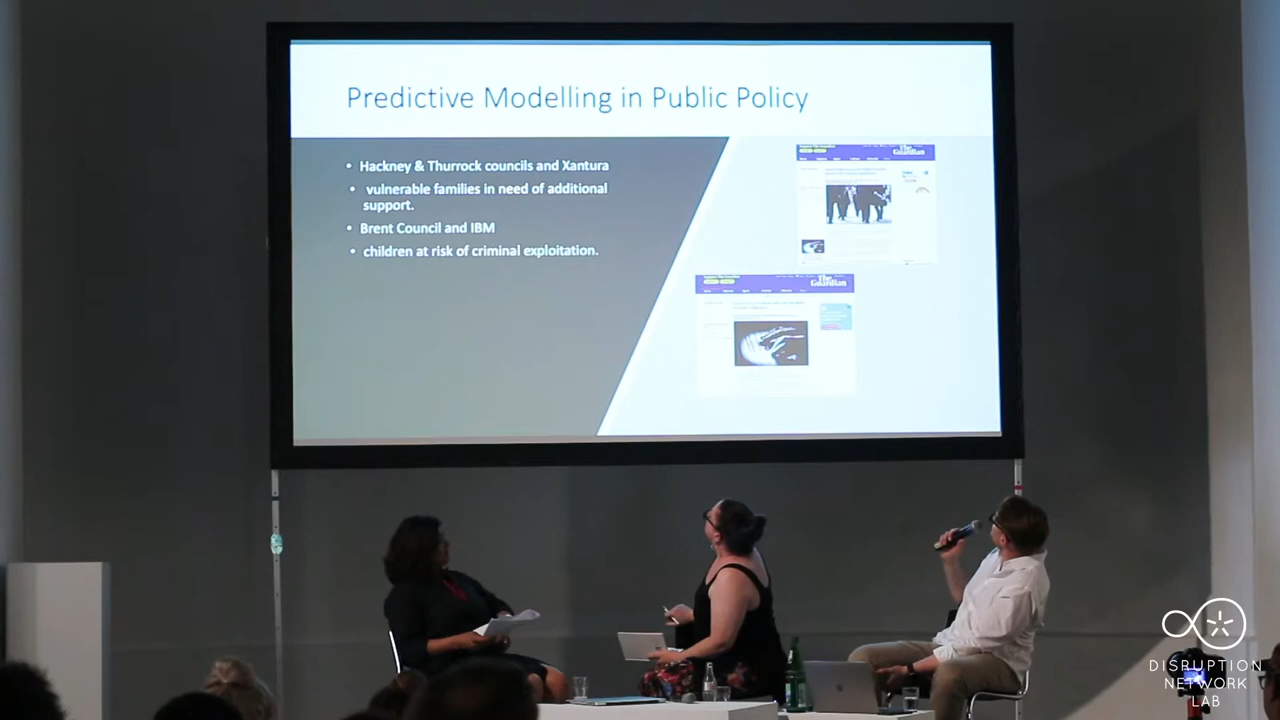 Predictive Modelling in Public Policy
• Hackney & Thurrock councils and Xantura
• vulnerable families in need of additional
support.
• Brent Council and IBM
• children at risk of criminal exploitation.
The
Guardian
The
Guardian
DISRUPTION
NETWORK
LAB